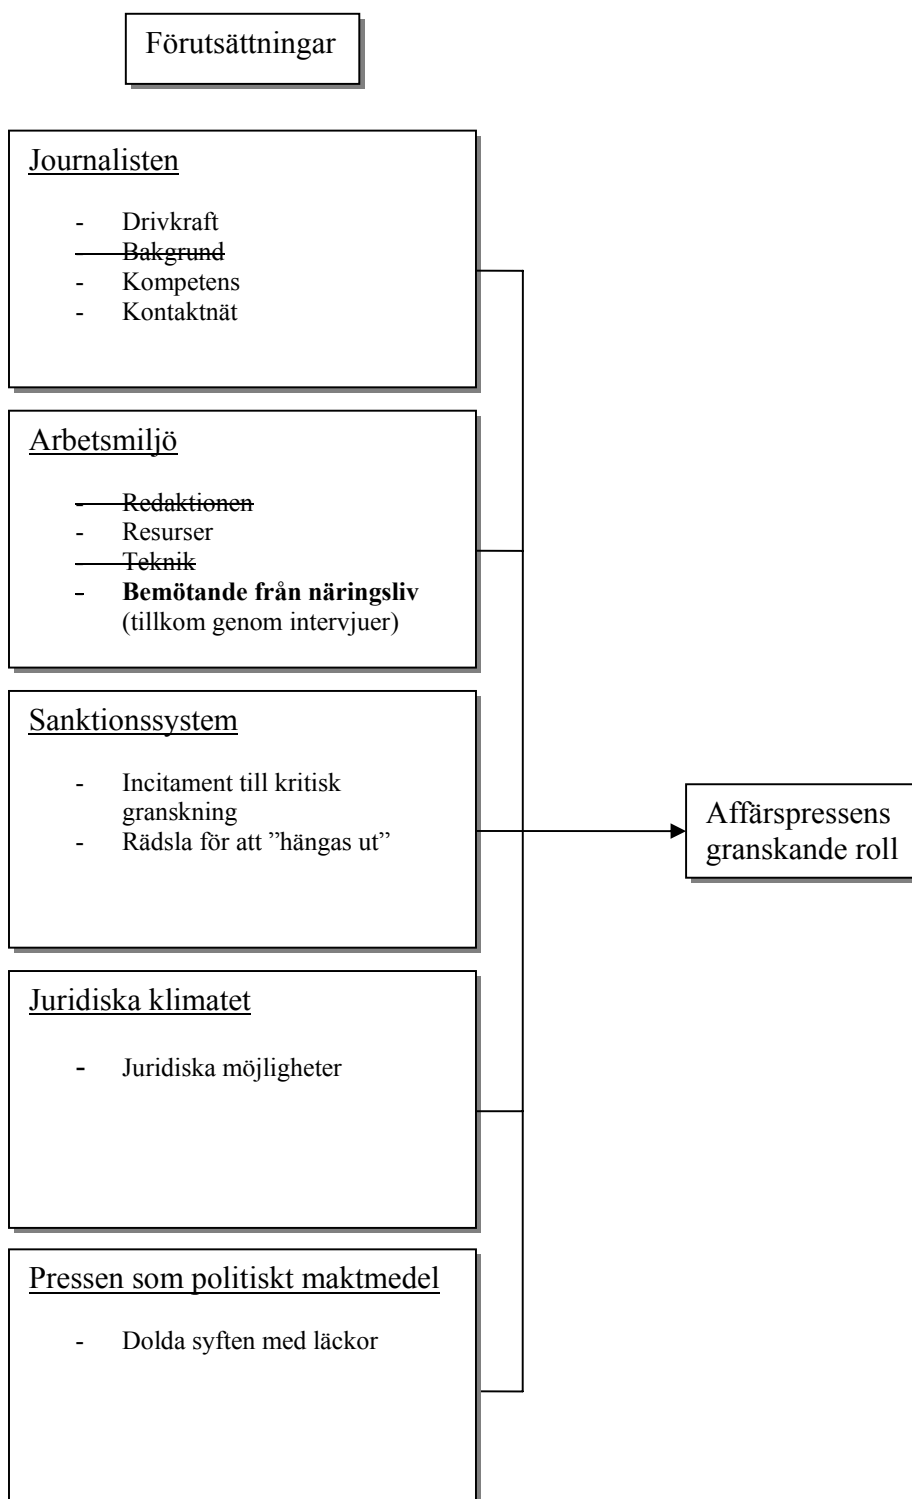 Förutsättningar
Journalisten
- Drivkraft
- Bakgrund
- Kompetens
- Kontaktnät
Arbetsmiljö
- Redaktionen
- Resurser
- Teknik
- Bemötande från näringsliv
(tillkom genom intervjuer)
Sanktionssystem
- Incitament till kritisk
granskning
- Rädsla för att ”hängas ut”
Affärspressens
granskande roll
Juridiska klimatet
- Juridiska möjligheter
Pressen som politiskt maktmedel
- Dolda syften med läckor